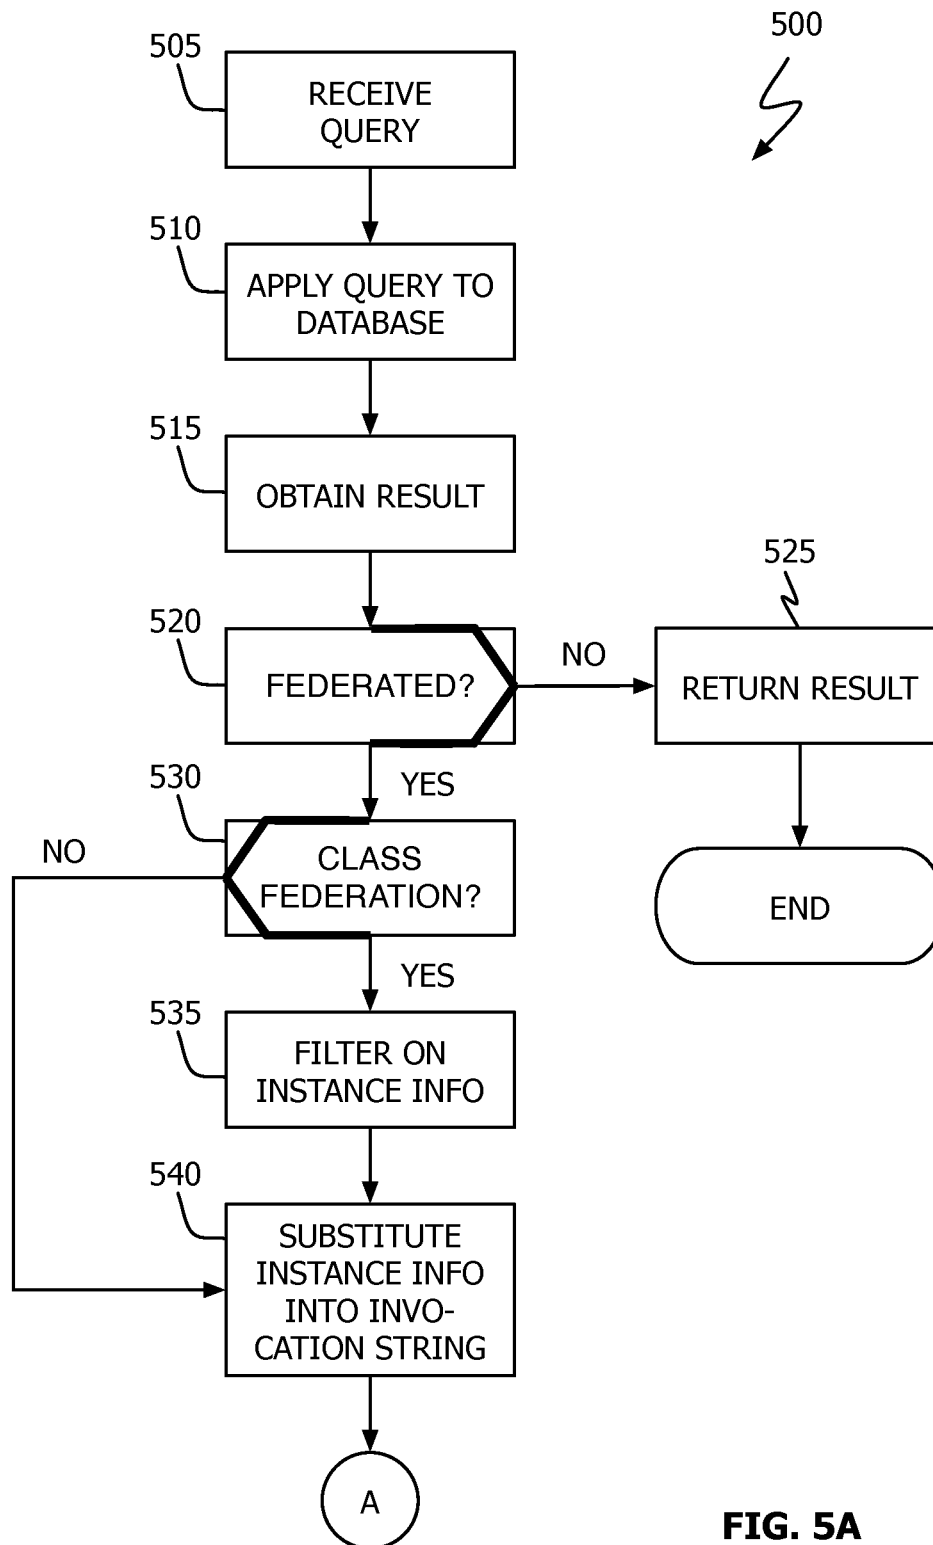 500
505
RECEIVE
QUERY
510
APPLY QUERY TO
DATABASE
515
OBTAIN RESULT
520
FEDERATED?
NO
525
RETURN RESULT
YES
END
530
CLASS
FEDERATION?
NO
YES
535
FILTER ON
INSTANCE INFO
540
SUBSTITUTE
INSTANCE INFO
INTO INVO-
CATION STRING
A
FIG. 5A